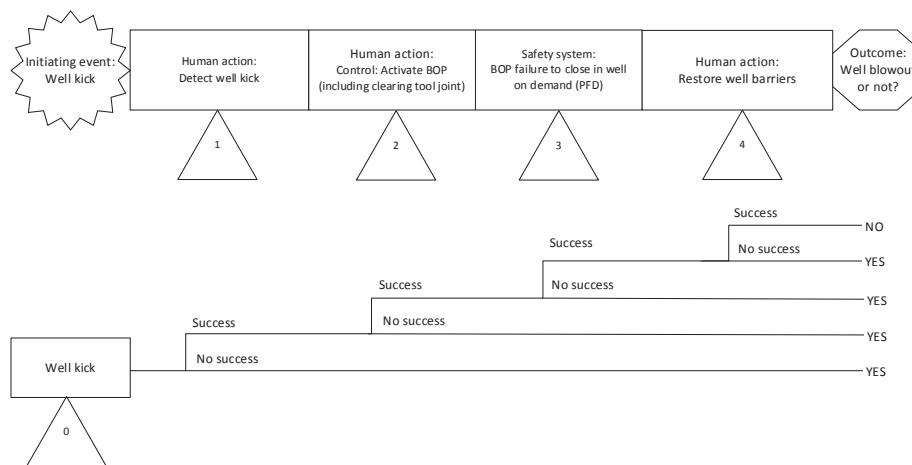 Initiating event:
Well kick
Human action:
Detect well kick
Human action:
Control: Activate BOP
(including clearing tool joint)
Safety system:
BOP failure to close in well
on demand (PFD)
Human action:
Restore well barriers
Outcome:
Well blowout
or not?
1
2
3
4
Success
NO
Success
No success
YES
Success
No success
YES
Success
No success
YES
Well kick
No success
YES
0